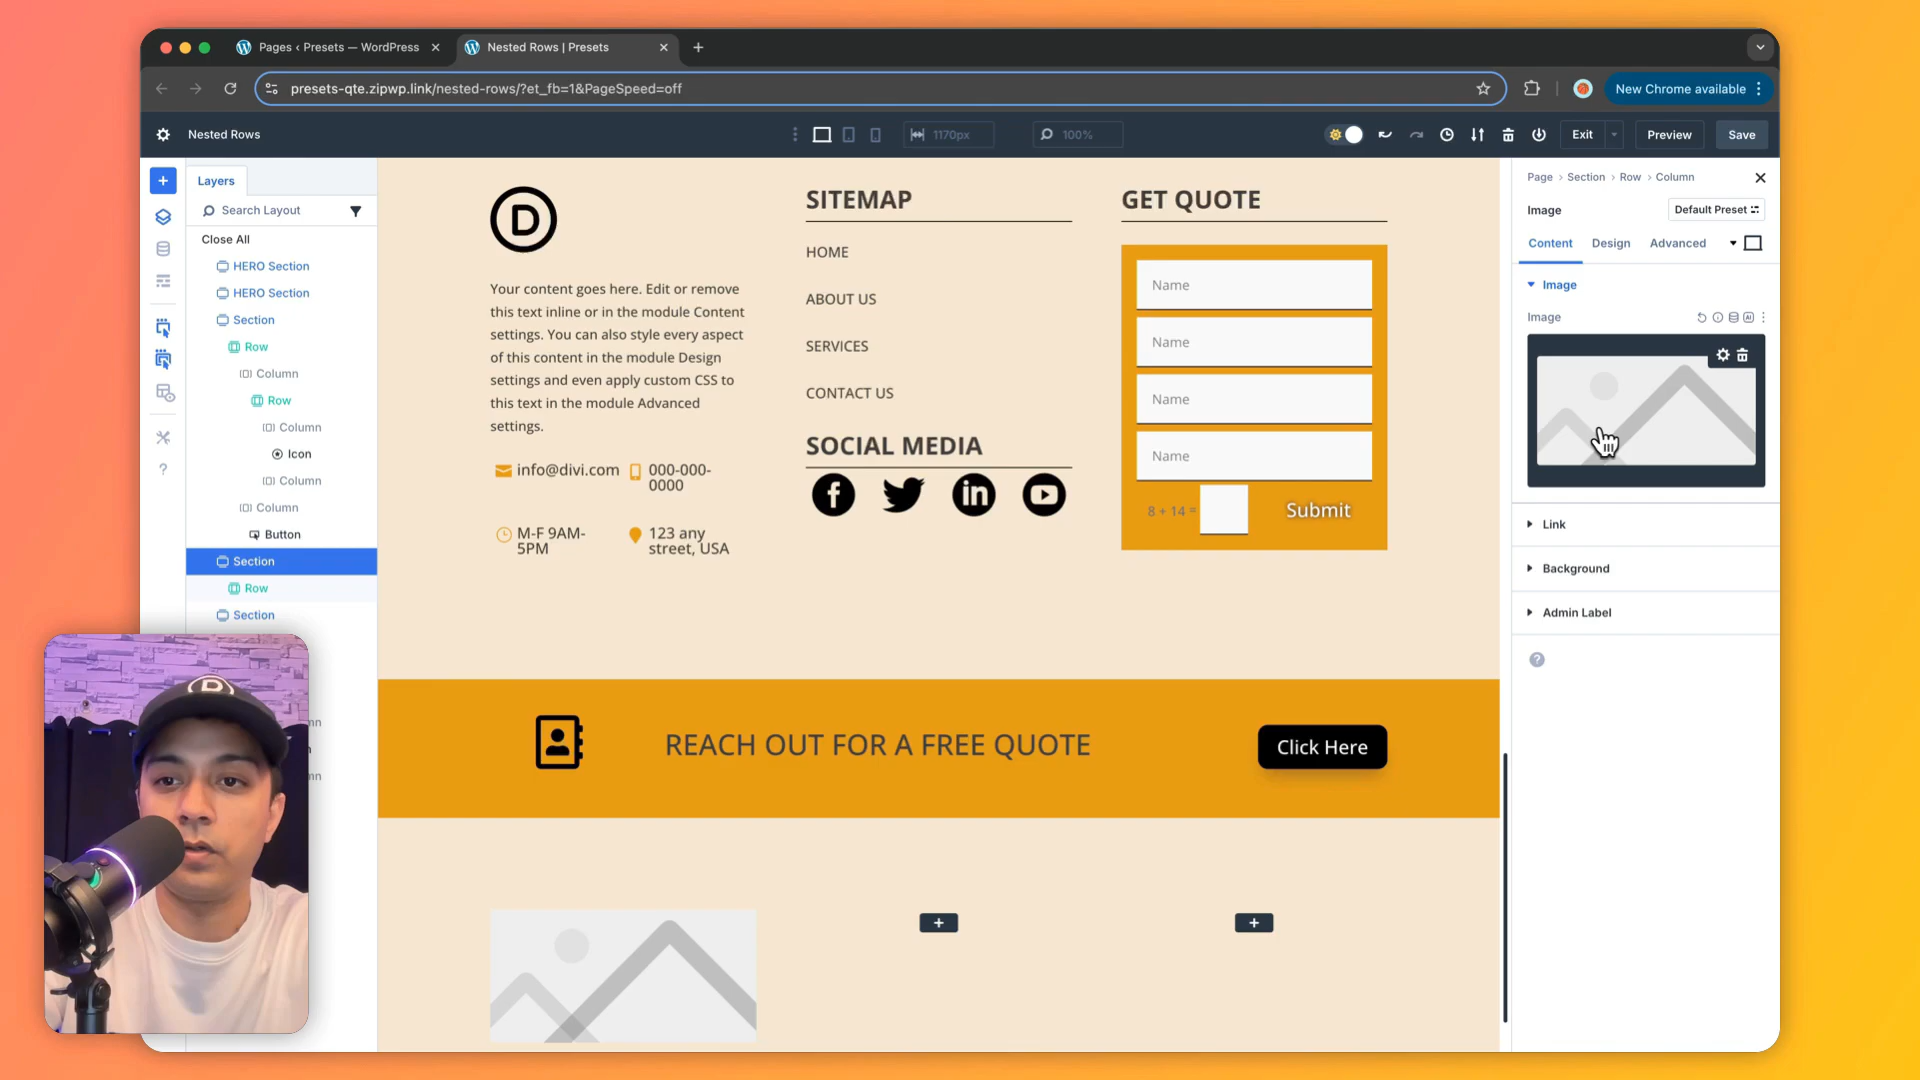 Pages ‹ Presets — WordPress
Nested Rows | Presets
presets-qte.zipwp.link/nested-rows/?et_fb=1&PageSpeed=off
New Chrome available
Nested Rows
1170px
100%
Exit
Preview
Save
Layers
Search Layout
Close All
HERO Section
HERO Section
Section
Row
Column
Row
Column
Icon
Column
Column
Button
Section
Row
Section
D
Your content goes here. Edit or remove
this text inline or in the module Content
settings. You can also style every aspect
of this content in the module Design
settings and even apply custom CSS to
this text in the module Advanced
settings.
info@divi.com
000-000-
0000
M-F 9AM-
5PM
123 any
street, USA
SITEMAP
HOME
ABOUT US
SERVICES
CONTACT US
SOCIAL MEDIA
GET QUOTE
Name
Name
Name
Name
8 + 14 =
Submit
REACH OUT FOR A FREE QUOTE
Click Here
Page › Section › Row › Column
Image
Default Preset
Content
Design
Advanced
Image
Image
AI
Link
Background
Admin Label